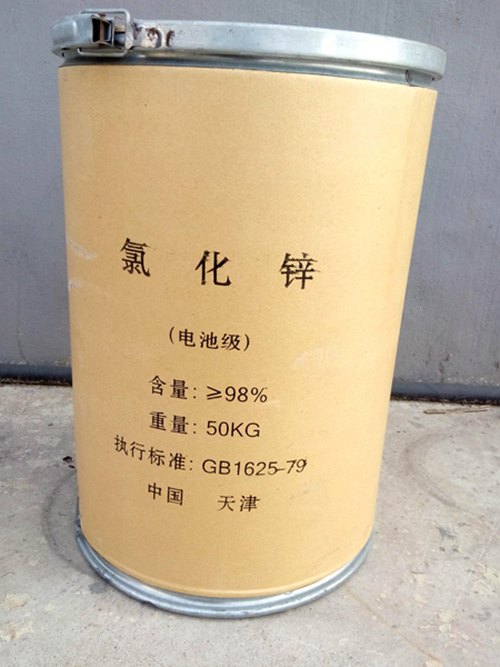 氯化锌
(电池级)
含量: ≥98%
重量: 50KG
执行标准: GB1625-79
中国 天津